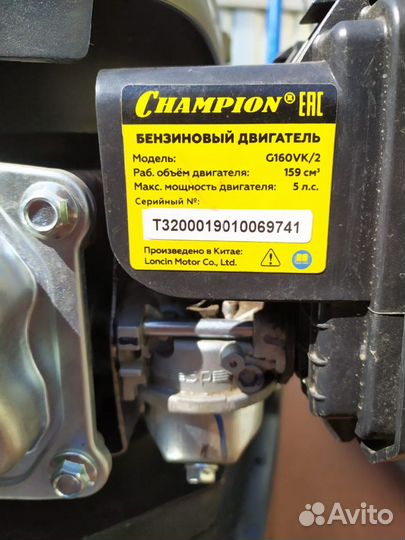 CHAMPION® EAC
БЕНЗИНОВЫЙ ДВИГАТЕЛЬ
Модель: G160VK/2
Раб. объём двигателя: 159 см³
Макс. мощность двигателя: 5 л.с.
Серийный №:
T3200019010069741
Произведено в Китае:
Loncin Motor Co., Ltd.
Avito